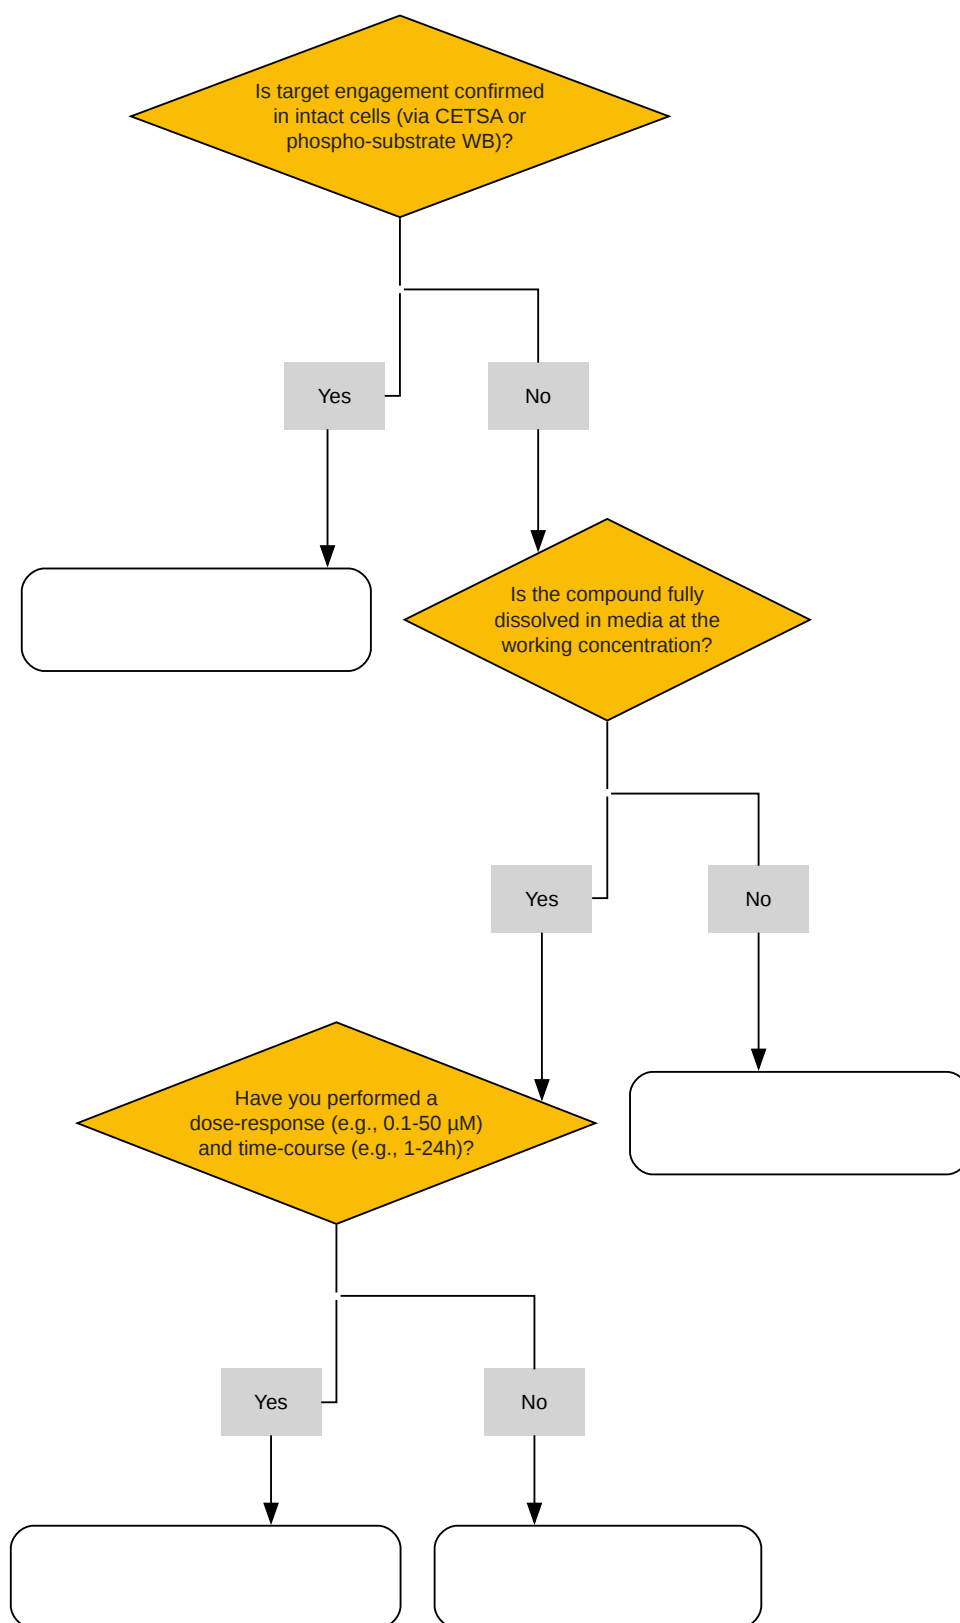 Is target engagement confirmed
in intact cells (via CETSA or
phospho-substrate WB)?
Yes
No
Is the compound fully
dissolved in media at the
working concentration?
Yes
No
Have you performed a
dose-response (e.g., 0.1-50 µM)
and time-course (e.g., 1-24h)?
Yes
No